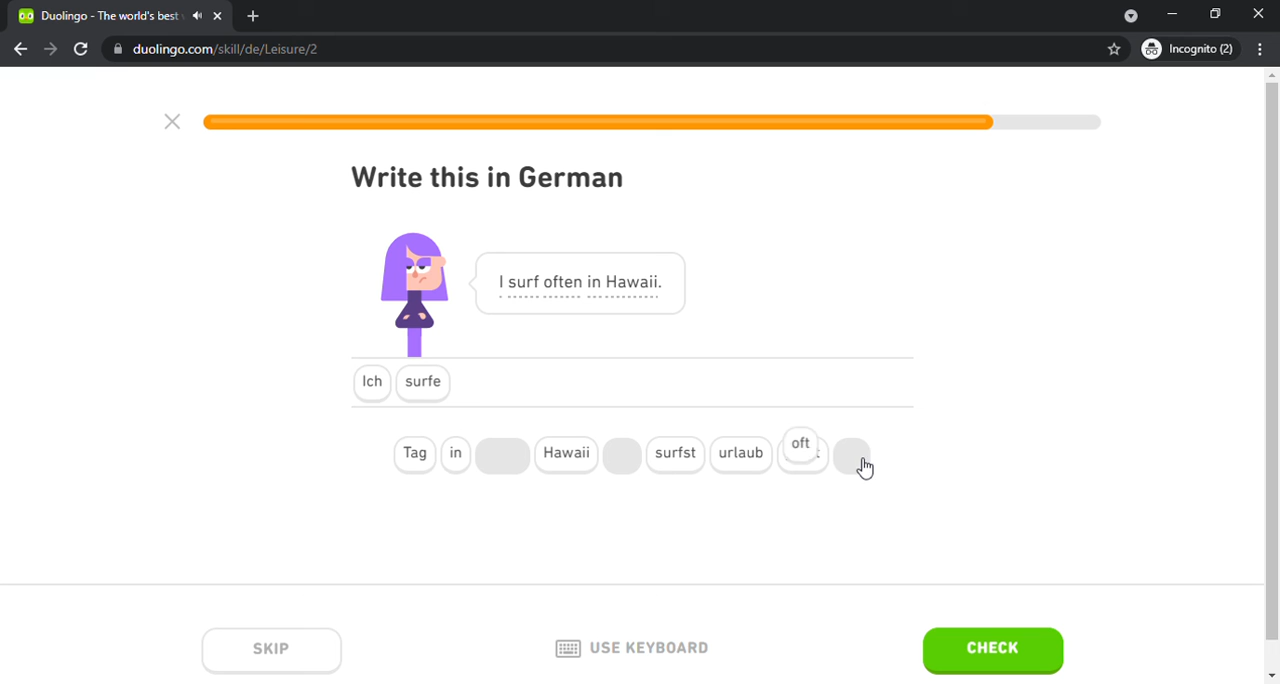 Duolingo - The world's best
duolingo.com/skill/de/Leisure/2
Incognito (2)
Write this in German
I surf often in Hawaii.
Ich surfe
Tag in Hawaii surfst urlaub oft
SKIP
USE KEYBOARD
CHECK